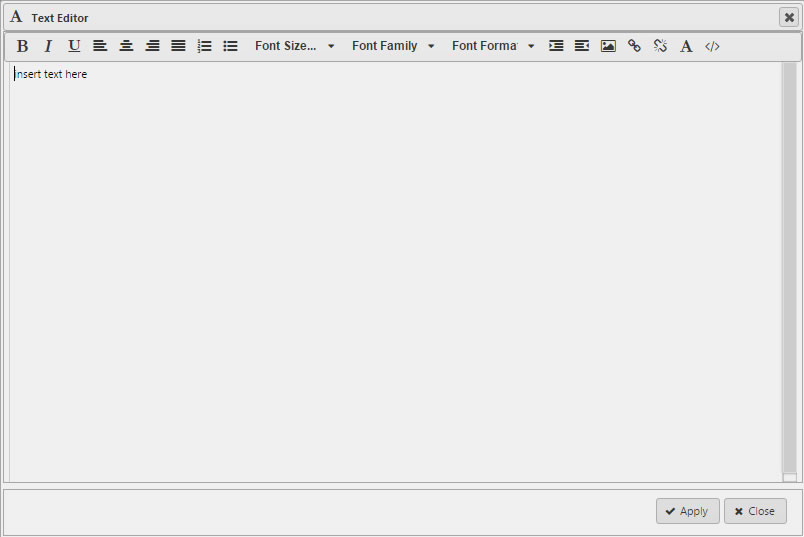 A Text Editor
B I U Font Size... Font Family Font Forma A </>
insert text here
Apply Close